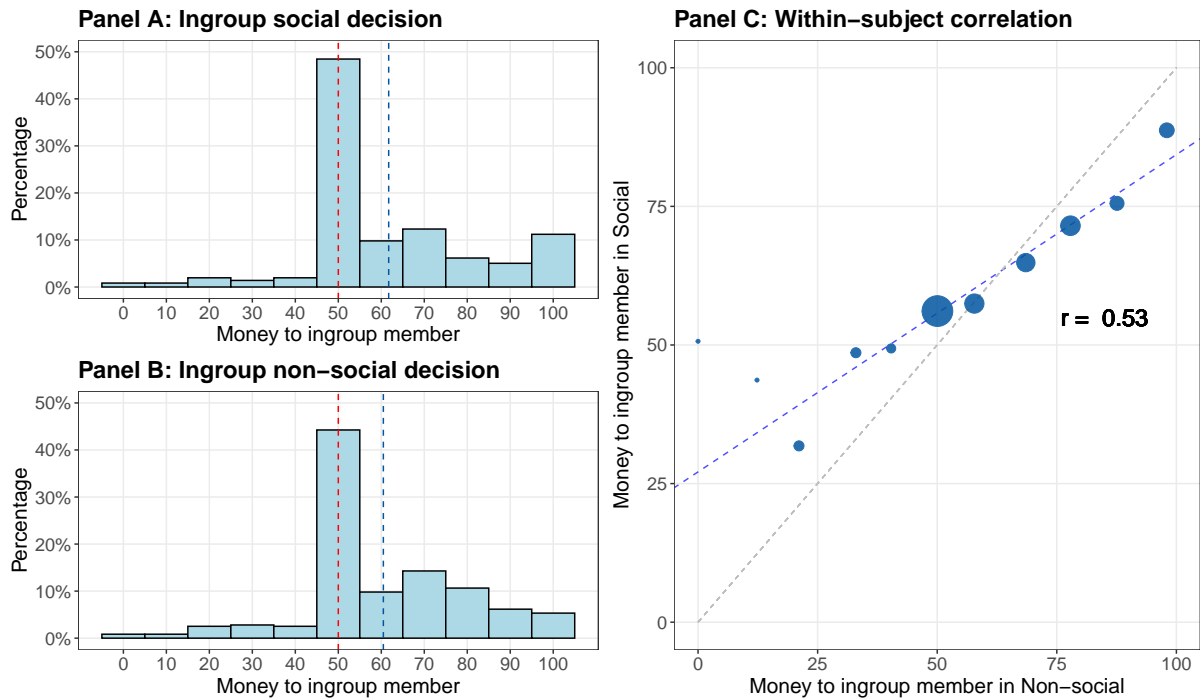 Panel A: Ingroup social decision
50%
40%
30%
20%
10%
0%
Percentage
0 10 20 30 40 50 60 70 80 90 100
Money to ingroup member
Panel B: Ingroup non−social decision
50%
40%
30%
20%
10%
0%
Percentage
0 10 20 30 40 50 60 70 80 90 100
Money to ingroup member
Panel C: Within−subject correlation
100
75
50
25
0
Money to ingroup member in Social
r = 0.53
0 25 50 75 100
Money to ingroup member in Non−social